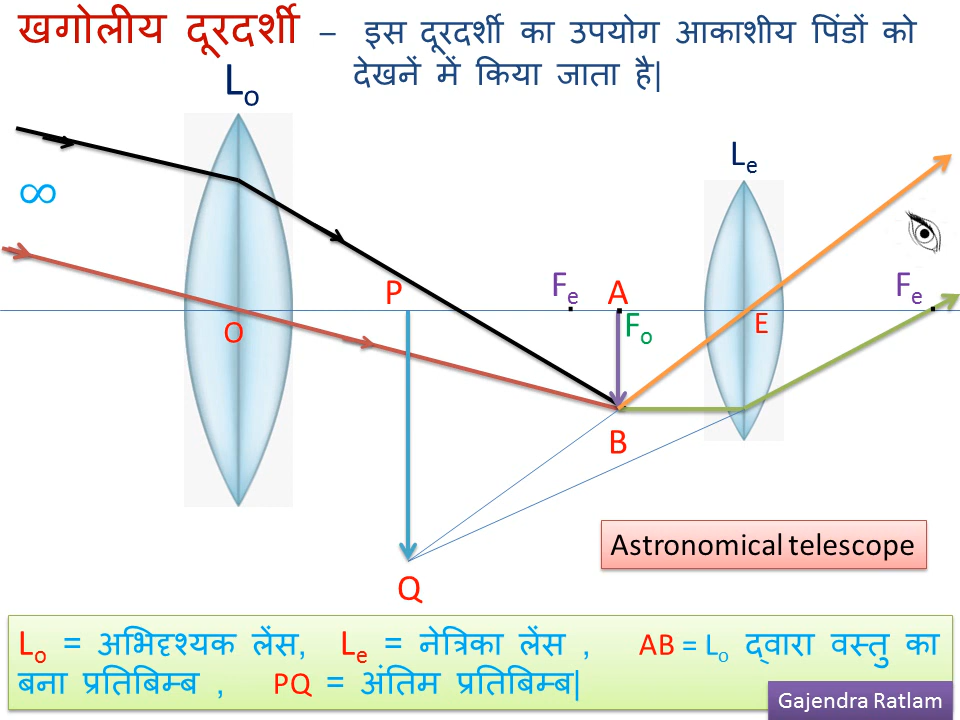 खगोलीय दूरदर्शी – इस दूरदर्शी का उपयोग आकाशीय पिंडों को
देखनें में किया जाता है|
Lo
Le
∞
P
Fe
A
Fe
O
Fo
E
B
Astronomical telescope
Q
Lo = अभिदृश्यक लेंस, Le = नेत्रिका लेंस , AB = Lo द्वारा वस्तु का
बना प्रतिबिम्ब , PQ = अंतिम प्रतिबिम्ब|
Gajendra Ratlam